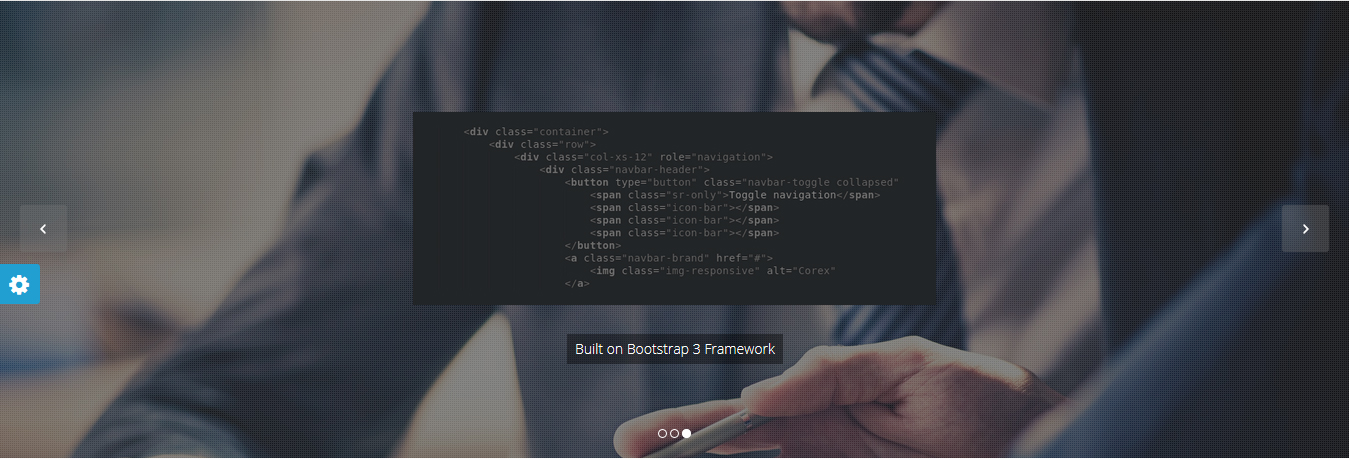 <div class="container">
<div class="row">
<div class="col-xs-12" role="navigation">
<div class="navbar-header">
<button type="button" class="navbar-toggle collapsed"
<span class="sr-only">Toggle navigation</span>
<span class="icon-bar"></span>
<span class="icon-bar"></span>
<span class="icon-bar"></span>
</button>
<a class="navbar-brand" href="#">
<img class="img-responsive" alt="Corex"
</a>
Built on Bootstrap 3 Framework